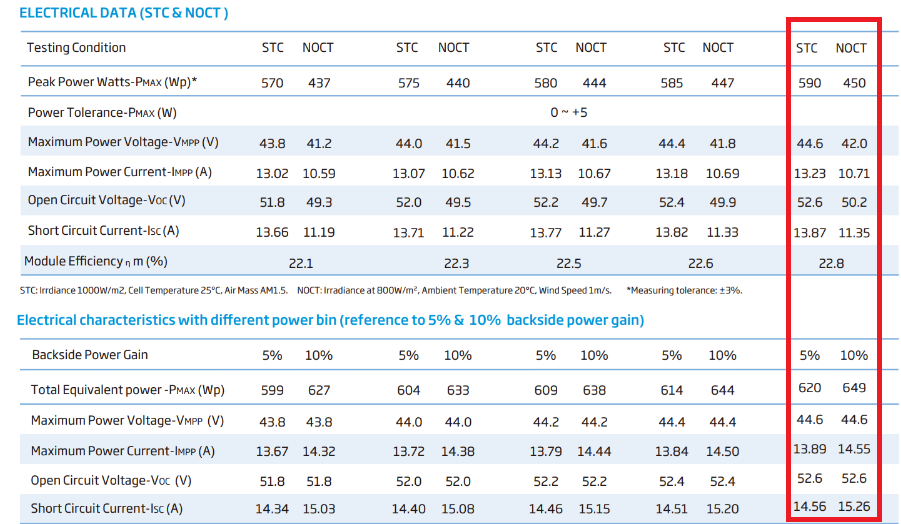 ELECTRICAL DATA (STC & NOCT )
Testing Condition STC NOCT STC NOCT STC NOCT STC NOCT STC NOCT
Peak Power Watts-PMAX (Wp)* 570 437 575 440 580 444 585 447 590 450
Power Tolerance-PMAX (W) 0 ~ +5
Maximum Power Voltage-VMPP (V) 43.8 41.2 44.0 41.5 44.2 41.6 44.4 41.8 44.6 42.0
Maximum Power Current-IMPP (A) 13.02 10.59 13.07 10.62 13.13 10.67 13.18 10.69 13.23 10.71
Open Circuit Voltage-VOC (V) 51.8 49.3 52.0 49.5 52.2 49.7 52.4 49.9 52.6 50.2
Short Circuit Current-ISC (A) 13.66 11.19 13.71 11.22 13.77 11.27 13.82 11.33 13.87 11.35
Module Efficiency η m (%) 22.1 22.3 22.5 22.6 22.8
STC: Irrdiance 1000W/m2, Cell Temperature 25°C, Air Mass AM1.5. NOCT: Irradiance at 800W/m², Ambient Temperature 20°C, Wind Speed 1m/s. *Measuring tolerance: ±3%.
Electrical characteristics with different power bin (reference to 5% & 10% backside power gain)
Backside Power Gain 5% 10% 5% 10% 5% 10% 5% 10% 5% 10%
Total Equivalent power -PMAX (Wp) 599 627 604 633 609 638 614 644 620 649
Maximum Power Voltage-VMPP (V) 43.8 43.8 44.0 44.0 44.2 44.2 44.4 44.4 44.6 44.6
Maximum Power Current-IMPP (A) 13.67 14.32 13.72 14.38 13.79 14.44 13.84 14.50 13.89 14.55
Open Circuit Voltage-VOC (V) 51.8 51.8 52.0 52.0 52.2 52.2 52.4 52.4 52.6 52.6
Short Circuit Current-ISC (A) 14.34 15.03 14.40 15.08 14.46 15.15 14.51 15.20 14.56 15.26